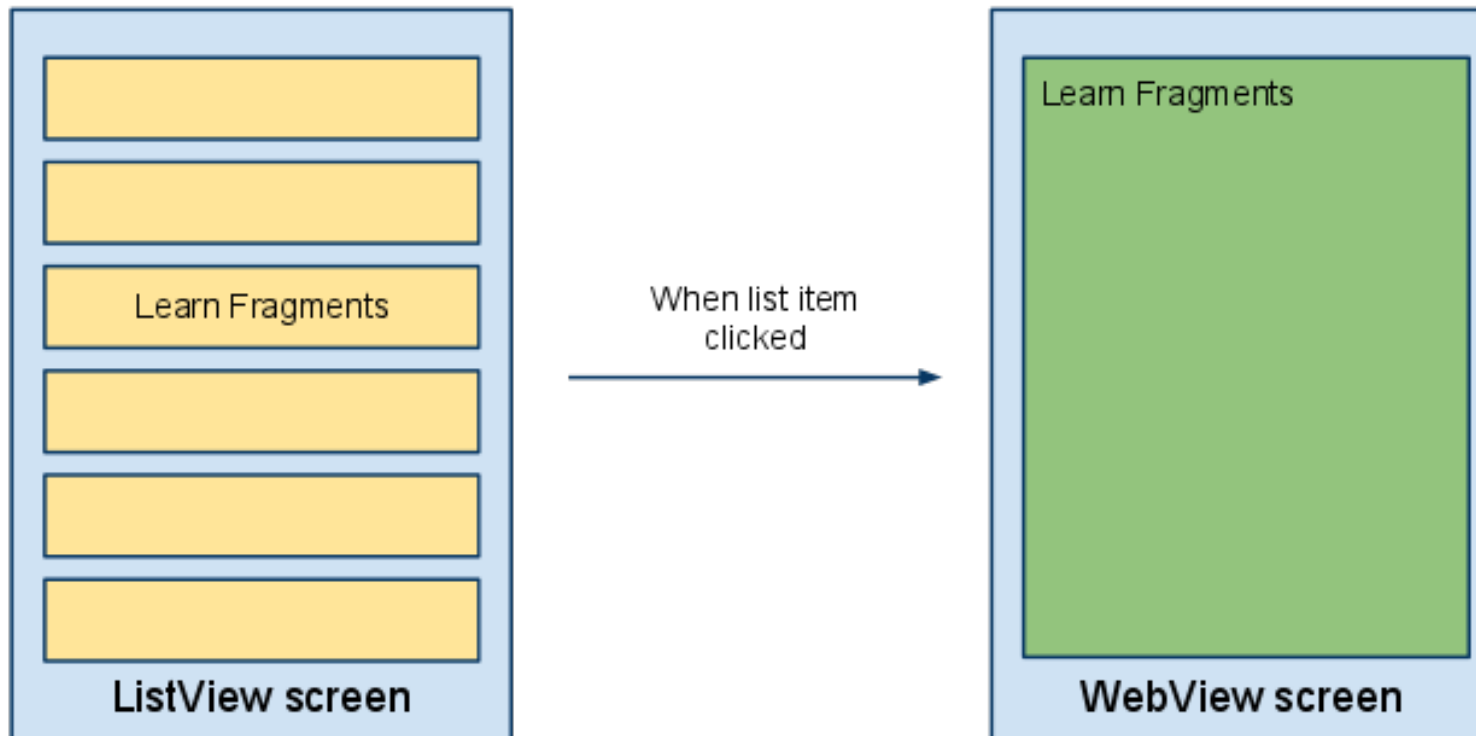 Learn Fragments
ListView screen
When list item
clicked
Learn Fragments
WebView screen